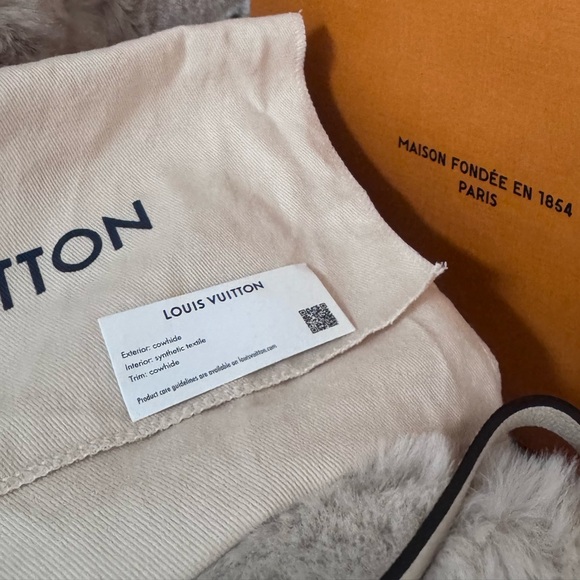 MAISON FONDÉE EN 1854
PARIS
TTON
LOUIS VUITTON
Exterior: cowhide
Interior: synthetic textile
Trim: cowhide
Product care guidelines are available on louisvuitton.com